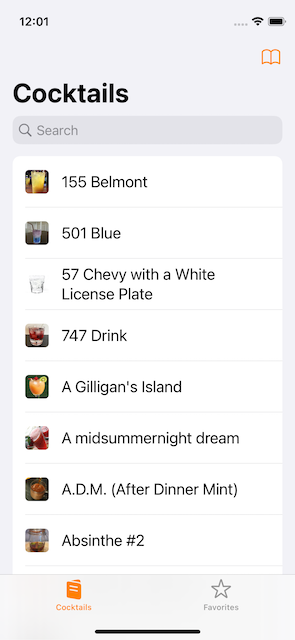 12:01
Cocktails
Search
155 Belmont
501 Blue
57 Chevy with a White
License Plate
747 Drink
A Gilligan's Island
A midsummernight dream
A.D.M. (After Dinner Mint)
Absinthe #2
Cocktails
Favorites